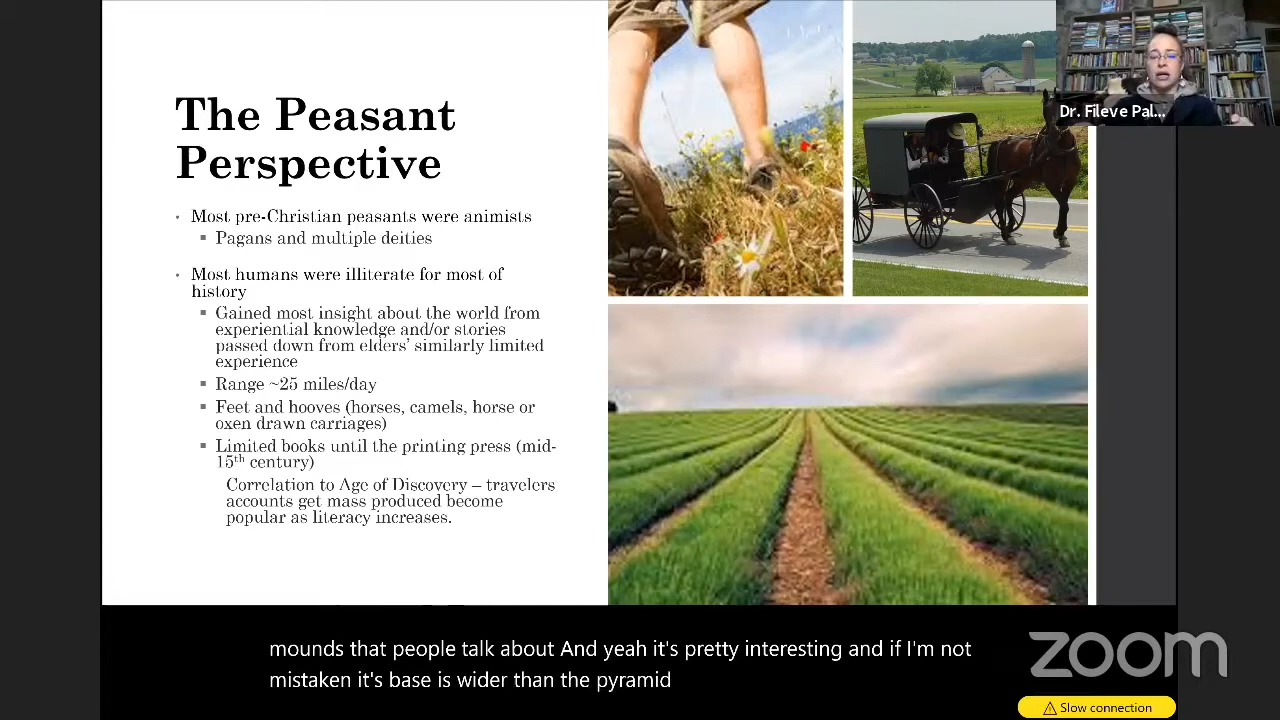 The Peasant
Perspective
Most pre-Christian peasants were animists
Pagans and multiple deities
Most humans were illiterate for most of
history
Gained most insight about the world from
experiential knowledge and/or stories
passed down from elders' similarly limited
experience
Range ~25 miles/day
Feet and hooves (horses, camels, horse or
oxen drawn carriages)
Limited books until the printing press (mid-
15th century)
Correlation to Age of Discovery – travelers
accounts get mass produced become
popular as literacy increases.
Dr. Fileve Pal...
mounds that people talk about And yeah it's pretty interesting and if I'm not
mistaken it's base is wider than the pyramid
zoom
Slow connection